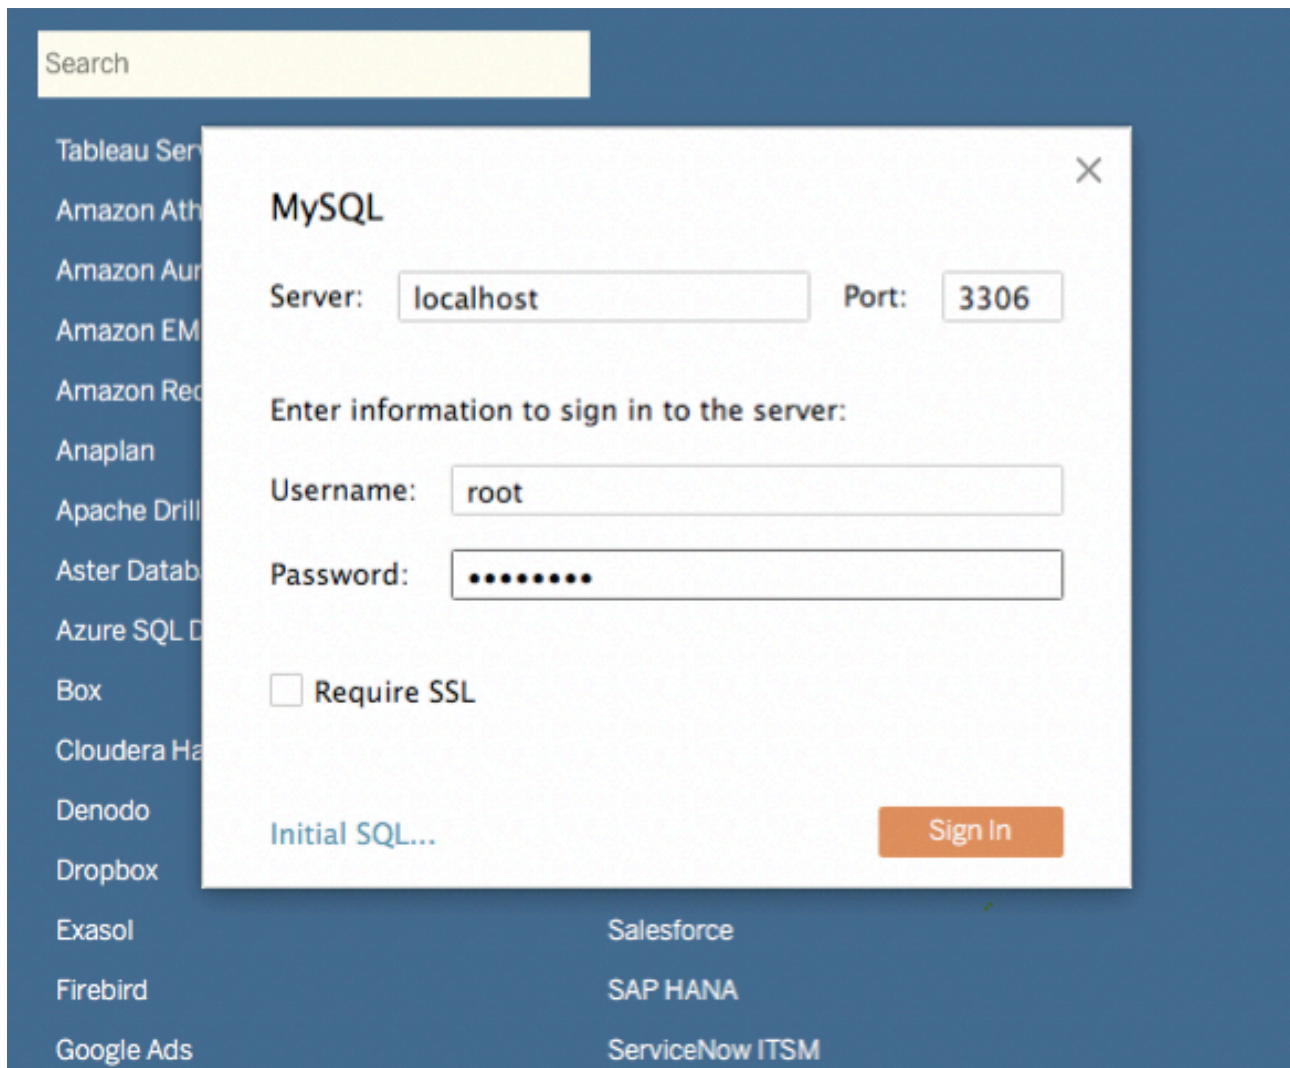 Search
Tableau Ser
Amazon Ath
Amazon Aur
Amazon EM
Amazon Red
Anaplan
Apache Drill
Aster Datab
Azure SQL D
Box
Cloudera Ha
Denodo
Dropbox
Exasol
Firebird
Google Ads
MySQL
Server: localhost Port: 3306
Enter information to sign in to the server:
Username: root
Password: ••••••••
Require SSL
Initial SQL... Sign In
Salesforce
SAP HANA
ServiceNow ITSM